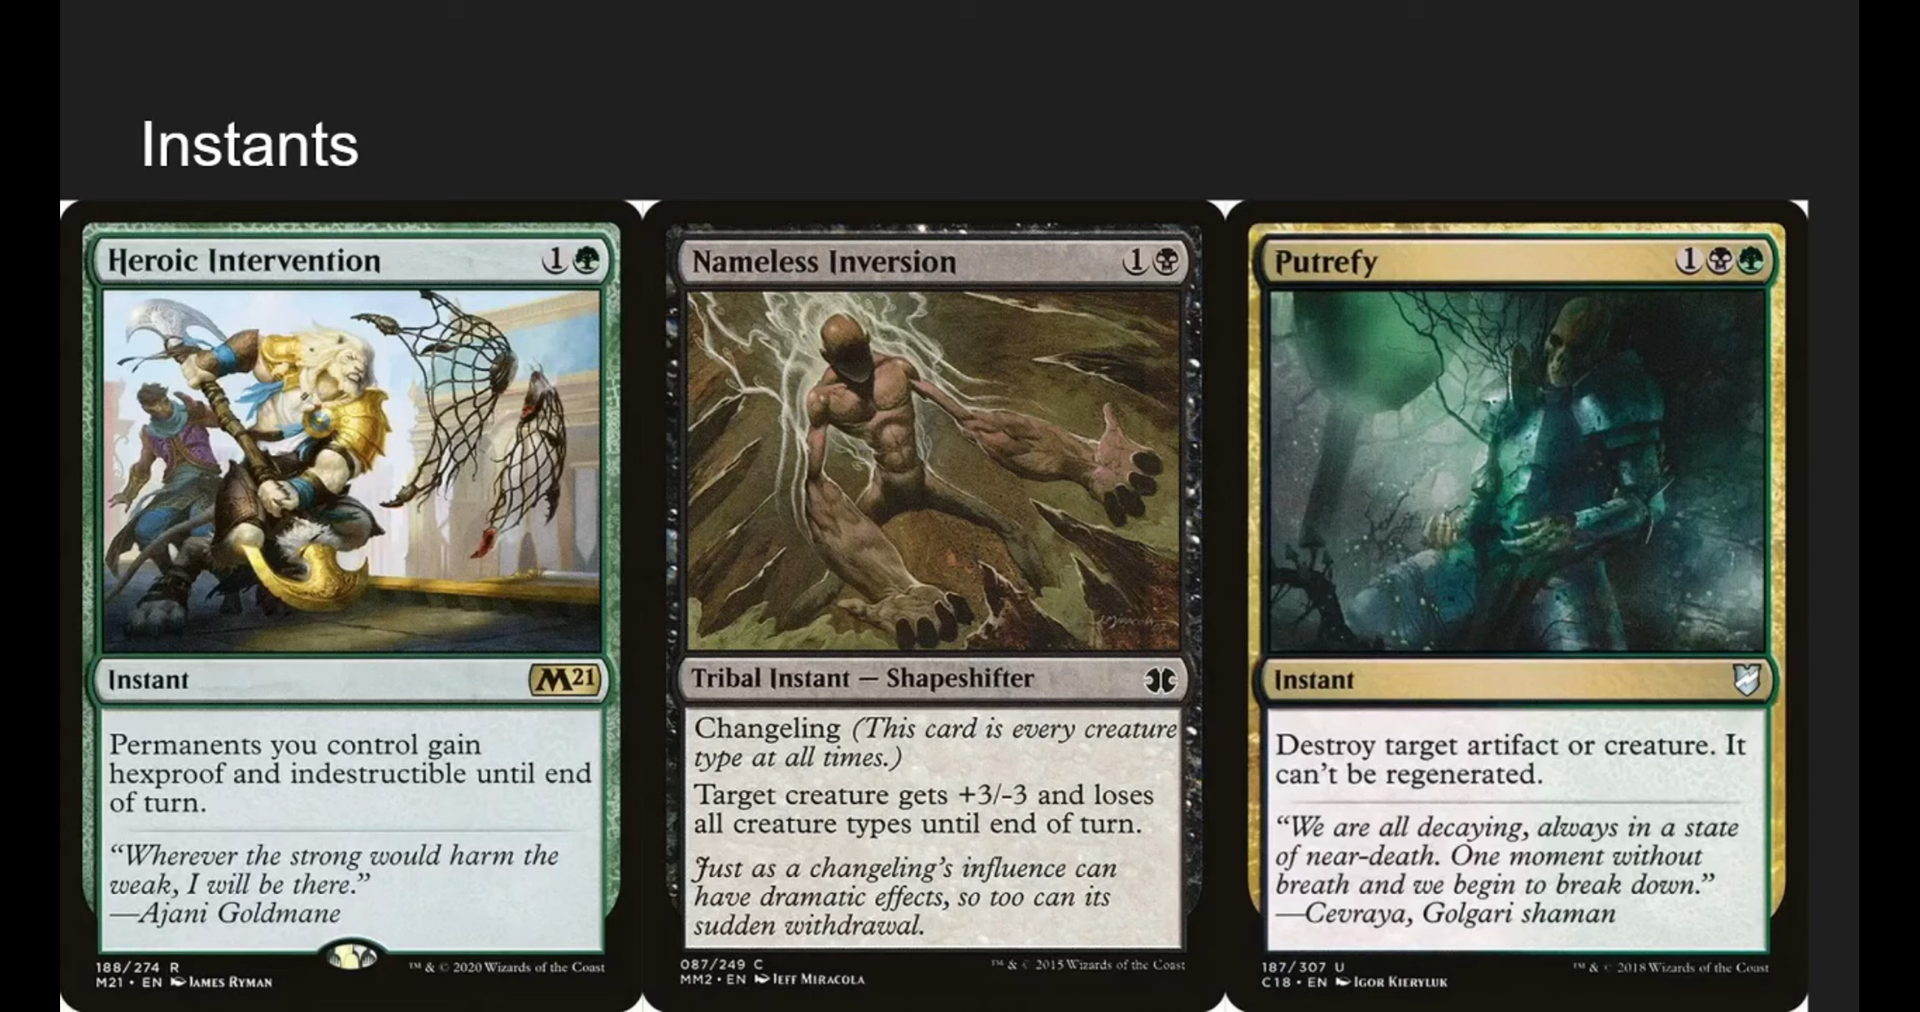 Instants
Heroic Intervention 1
Instant M21
Permanents you control gain
hexproof and indestructible until end
of turn.
“Wherever the strong would harm the
weak, I will be there.”
—Ajani Goldmane
188/274 R
M21 • EN JAMES RYMAN
™ & © 2020 Wizards of the Coast
Nameless Inversion 1
Tribal Instant — Shapeshifter
Changeling (This card is every creature
type at all times.)
Target creature gets +3/-3 and loses
all creature types until end of turn.
Just as a changeling’s influence can
have dramatic effects, so too can its
sudden withdrawal.
087/249 C
MM2 • EN JEFF MIRACOLA
™ & © 2015 Wizards of the Coast
Putrefy 1
Instant
Destroy target artifact or creature. It
can’t be regenerated.
“We are all decaying, always in a state
of near-death. One moment without
breath and we begin to break down.”
—Cevraya, Golgari shaman
187/307 U
C18 • EN IGOR KIERYLUK
™ & © 2018 Wizards of the Coast